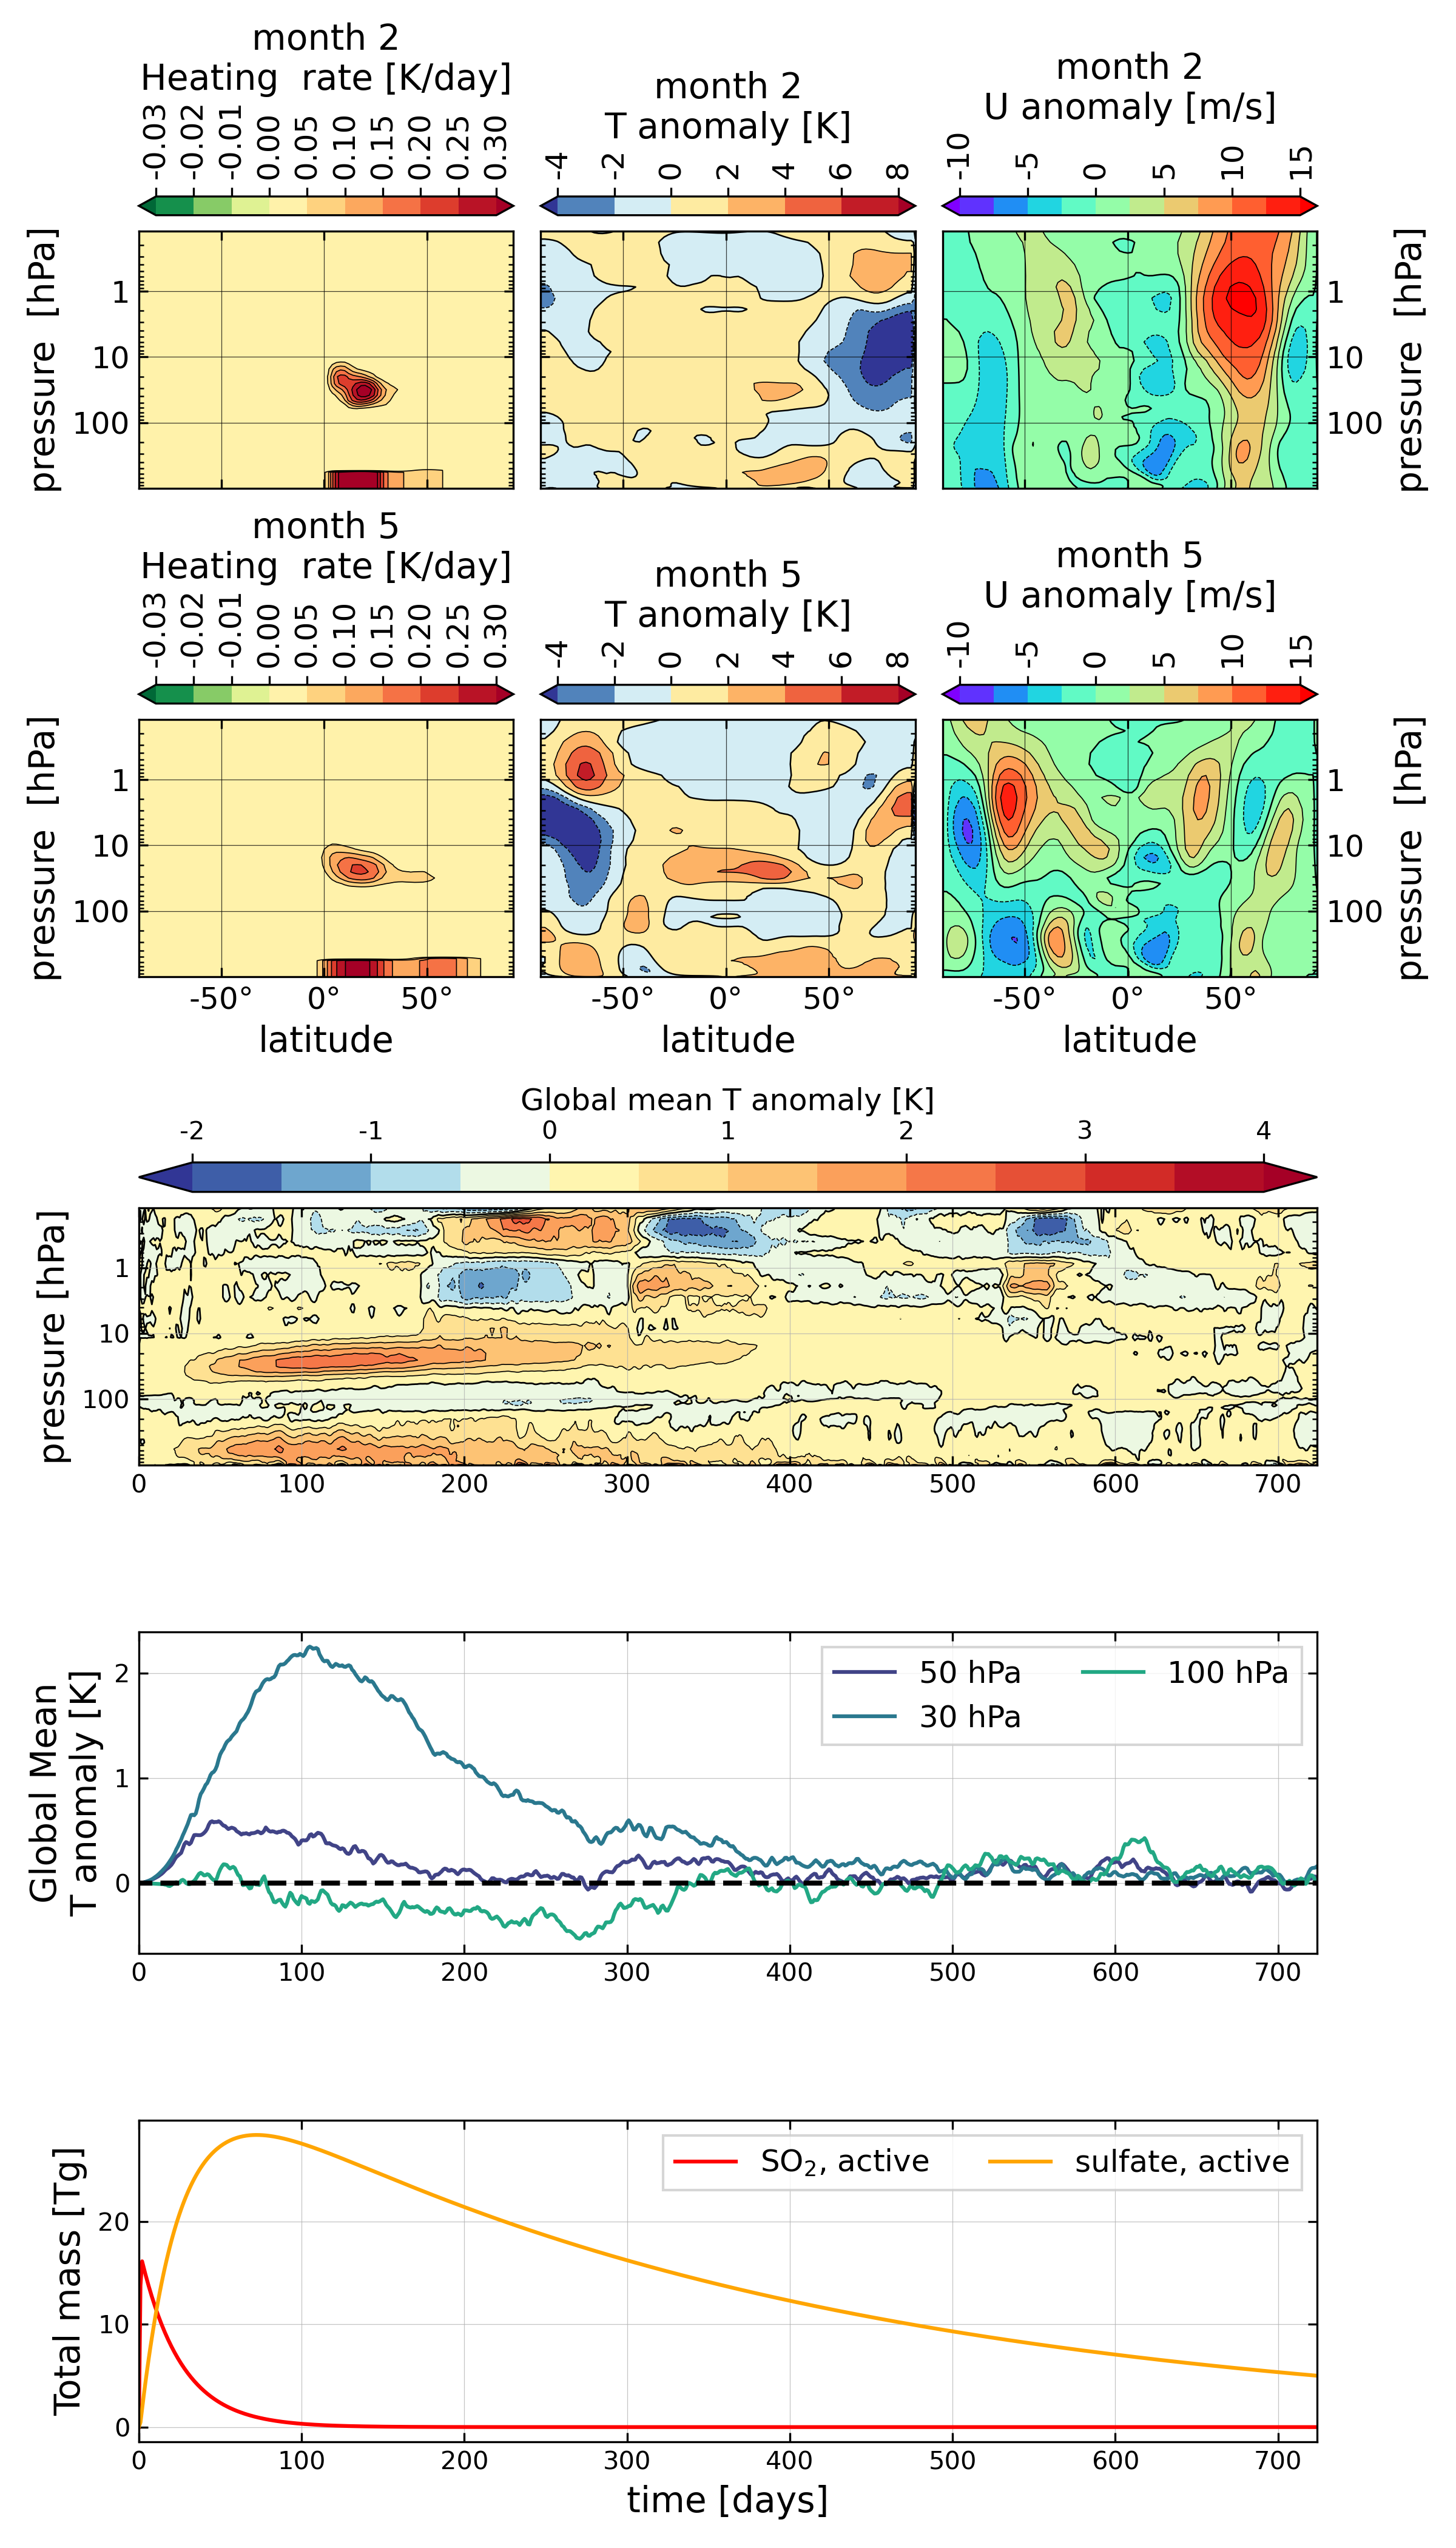 month 2
Heating  rate [K/day]
-0.03 -0.02 -0.01 0.00 0.05 0.10 0.15 0.20 0.25 0.30
month 2
T anomaly [K]
-4 -2 0 2 4 6 8
month 2
U anomaly [m/s]
-10 -5 0 5 10 15
pressure  [hPa]
1
10
100
1
10
100
pressure  [hPa]
month 5
Heating  rate [K/day]
-0.03 -0.02 -0.01 0.00 0.05 0.10 0.15 0.20 0.25 0.30
month 5
T anomaly [K]
-4 -2 0 2 4 6 8
month 5
U anomaly [m/s]
-10 -5 0 5 10 15
pressure  [hPa]
1
10
100
1
10
100
pressure  [hPa]
-50° 0° 50°
latitude
-50° 0° 50°
latitude
-50° 0° 50°
latitude
Global mean T anomaly [K]
-2 -1 0 1 2 3 4
pressure [hPa]
1
10
100
0 100 200 300 400 500 600 700
Global Mean
T anomaly [K]
2
1
0
50 hPa
30 hPa
100 hPa
0 100 200 300 400 500 600 700
Total mass [Tg]
20
10
0
SO₂, active
sulfate, active
0 100 200 300 400 500 600 700
time [days]